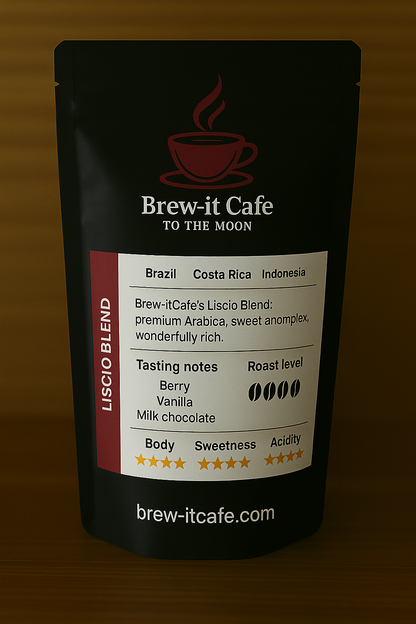 Brew-it Cafe
TO THE MOON
LISCIO BLEND
Brazil Costa Rica Indonesia
Brew-itCafe's Liscio Blend:
premium Arabica, sweet anomplex,
wonderfully rich.
Tasting notes Roast level
Berry
Vanilla
Milk chocolate
Body Sweetness Acidity
brew-itcafe.com